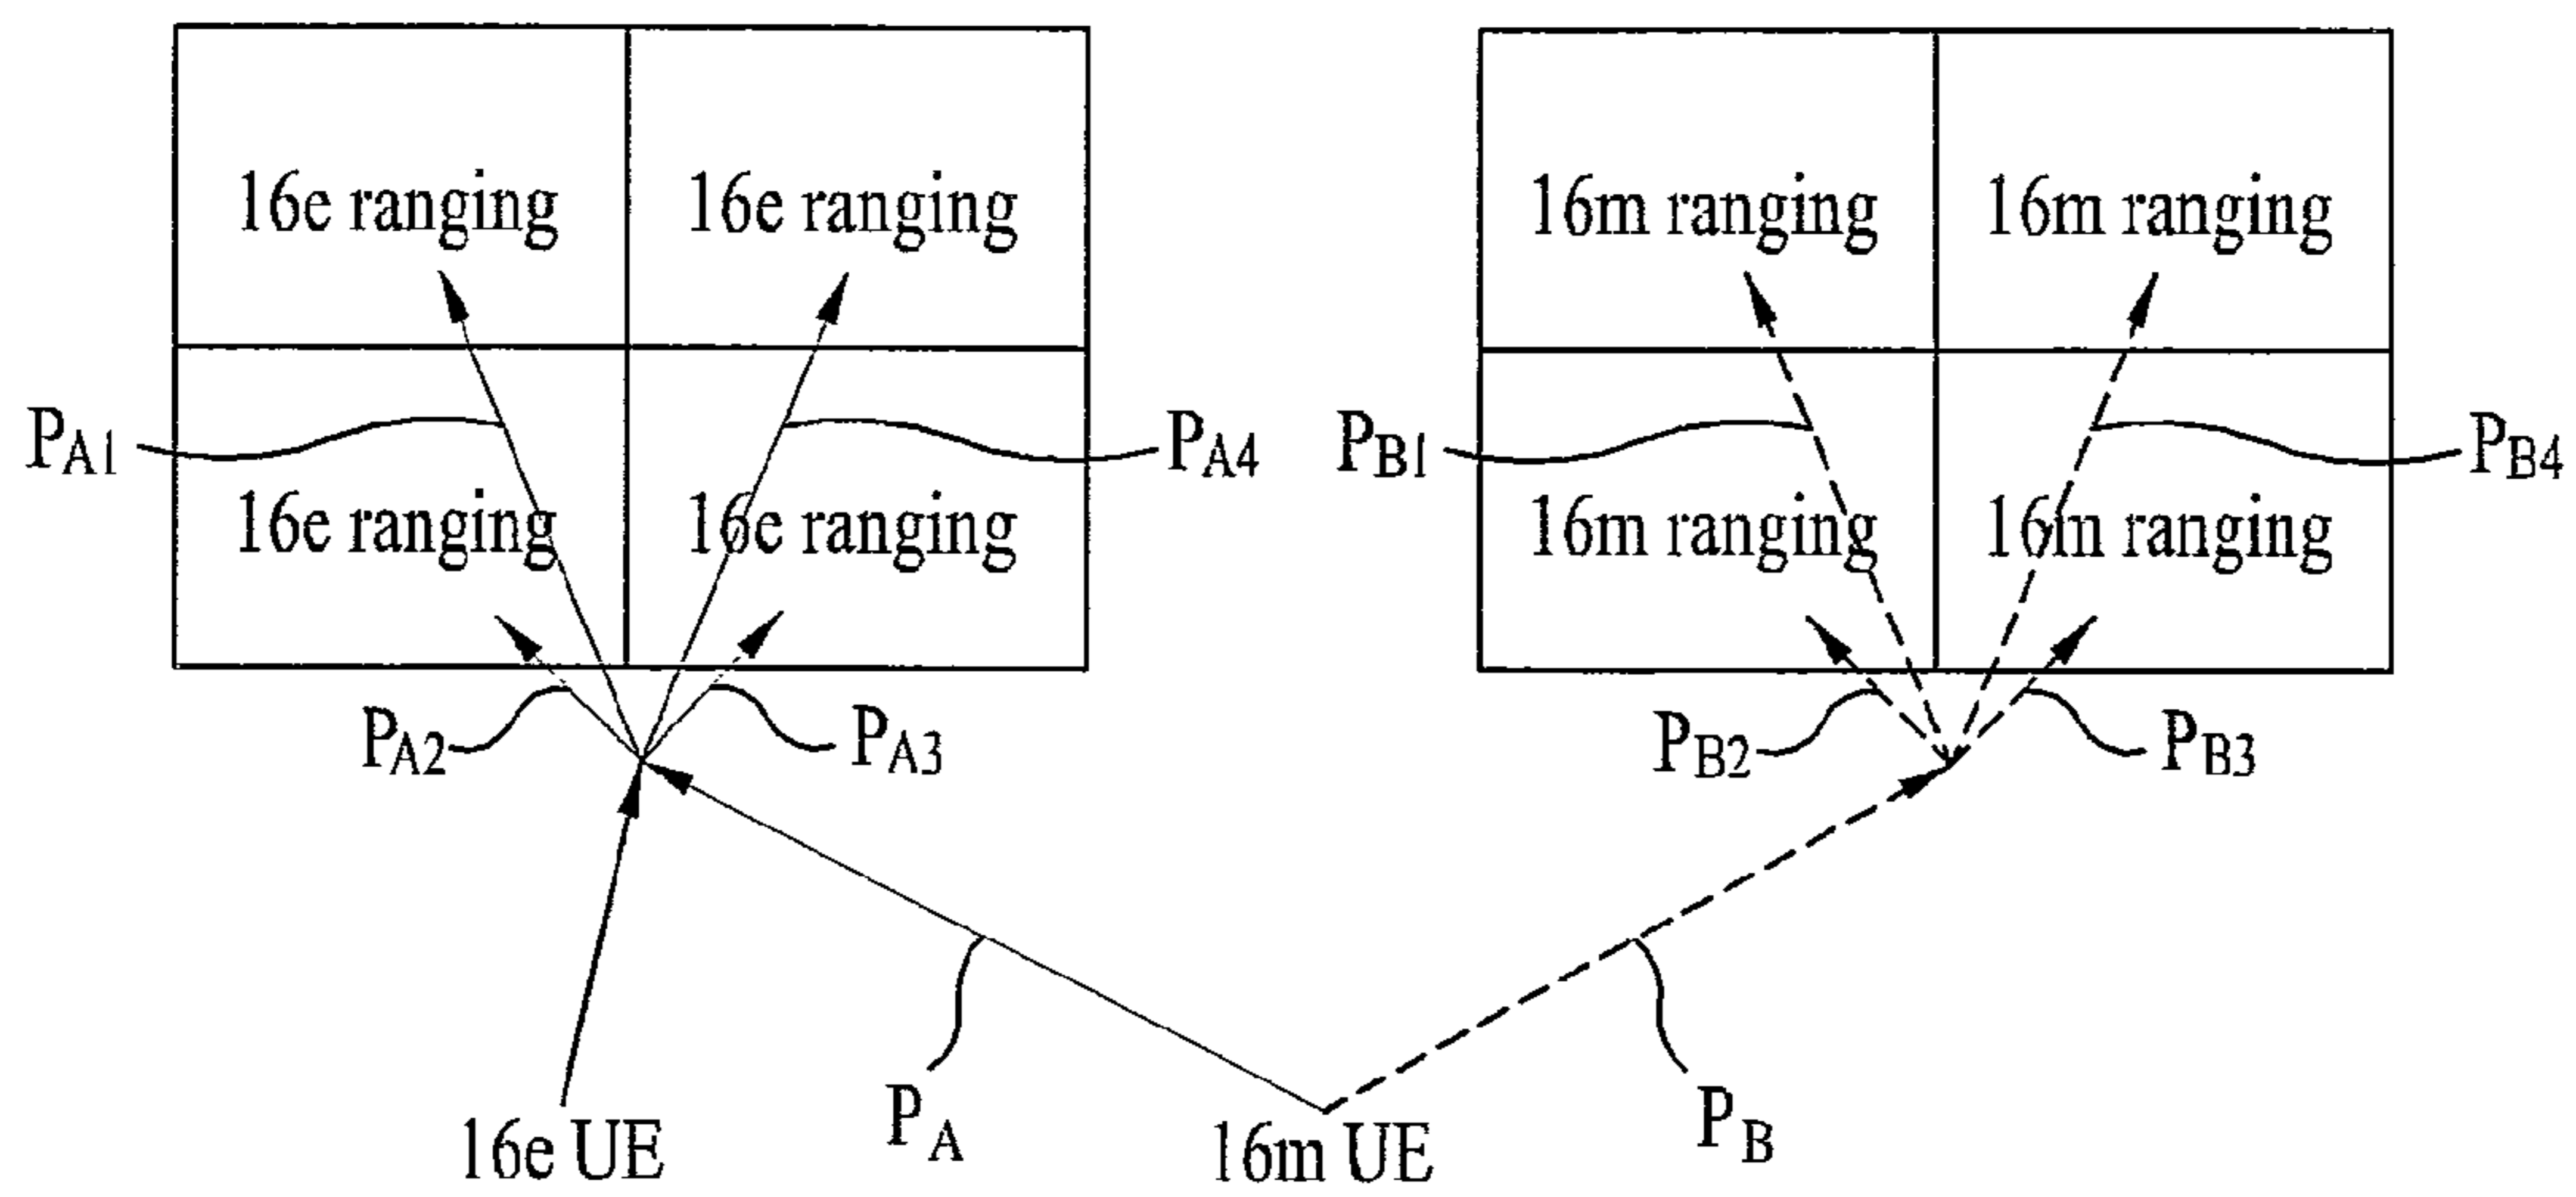 16e ranging 16e ranging
16m ranging 16m ranging
PA1 PA4 PB1 PB4
16e ranging 16e ranging
16m ranging 16m ranging
PA2 PA3 PB2 PB3
PA PB
16e UE 16m UE